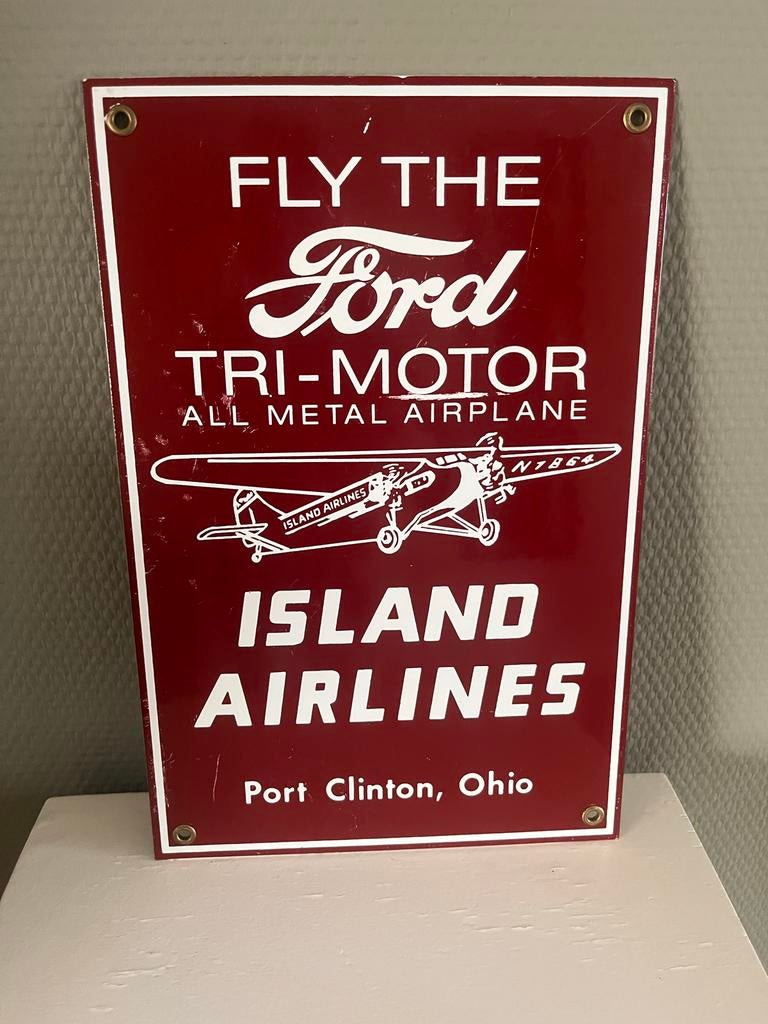 FLY THE
Ford
TRI-MOTOR
ALL METAL AIRPLANE
N7864
ISLAND AIRLINES
ISLAND
AIRLINES
Port Clinton, Ohio